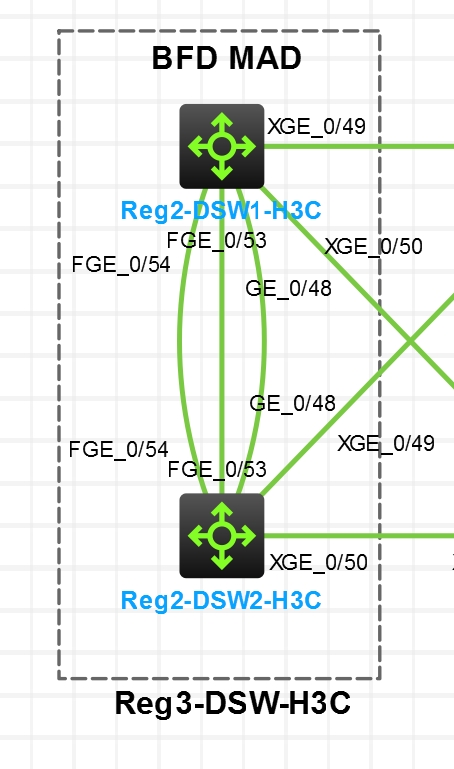 BFD MAD
XGE_0/49
Reg2-DSW1-H3C
FGE_0/53
XGE_0/50
FGE_0/54
GE_0/48
GE_0/48
XGE_0/49
FGE_0/54
FGE_0/53
XGE_0/50
Reg2-DSW2-H3C
Reg3-DSW-H3C